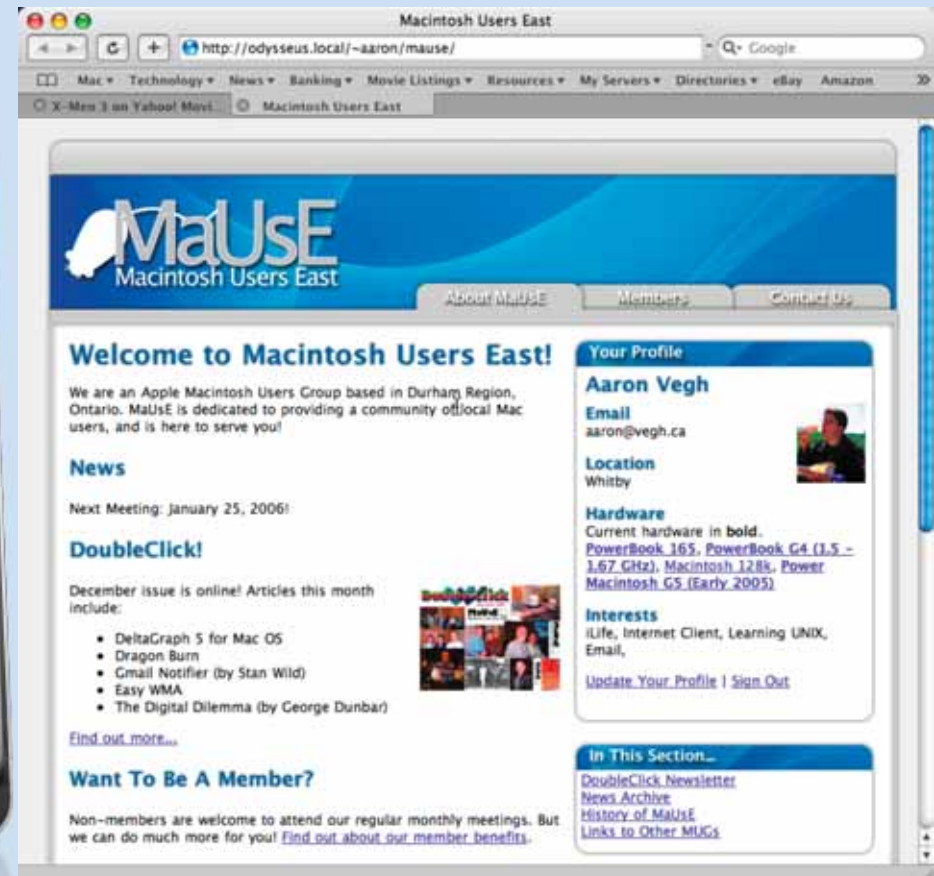 Macintosh Users East
http://odysseus.local/~aaron/mause/
Google
Mac Technology News Banking Movie Listings Resources My Servers Directories eBay Amazon
X-Men 3 on Yahoo! Movi...
Macintosh Users East
MaUsE
Macintosh Users East
About MaUsE
Members
Contact Us
Welcome to Macintosh Users East!
We are an Apple Macintosh Users Group based in Durham Region,
Ontario. MaUsE is dedicated to providing a community of local Mac
users, and is here to serve you!
News
Next Meeting: January 25, 2006!
DoubleClick!
December issue is online! Articles this month
include:
• DeltaGraph 5 for Mac OS
• Dragon Burn
• Gmail Notifier (by Stan Wild)
• Easy WMA
• The Digital Dilemma (by George Dunbar)
Find out more...
DoubleClick
Want To Be A Member?
Non-members are welcome to attend our regular monthly meetings. But
we can do much more for you! Find out about our member benefits.
Your Profile
Aaron Vegh
Email
aaron@vegh.ca
Location
Whitby
Hardware
Current hardware in bold.
PowerBook 165, PowerBook G4 (1.5 -
1.67 GHz), Macintosh 128k, Power
Macintosh G5 (Early 2005)
Interests
iLife, Internet Client, Learning UNIX,
Email,
Update Your Profile | Sign Out
In This Section...
DoubleClick Newsletter
News Archive
History of MaUsE
Links to Other MUGs